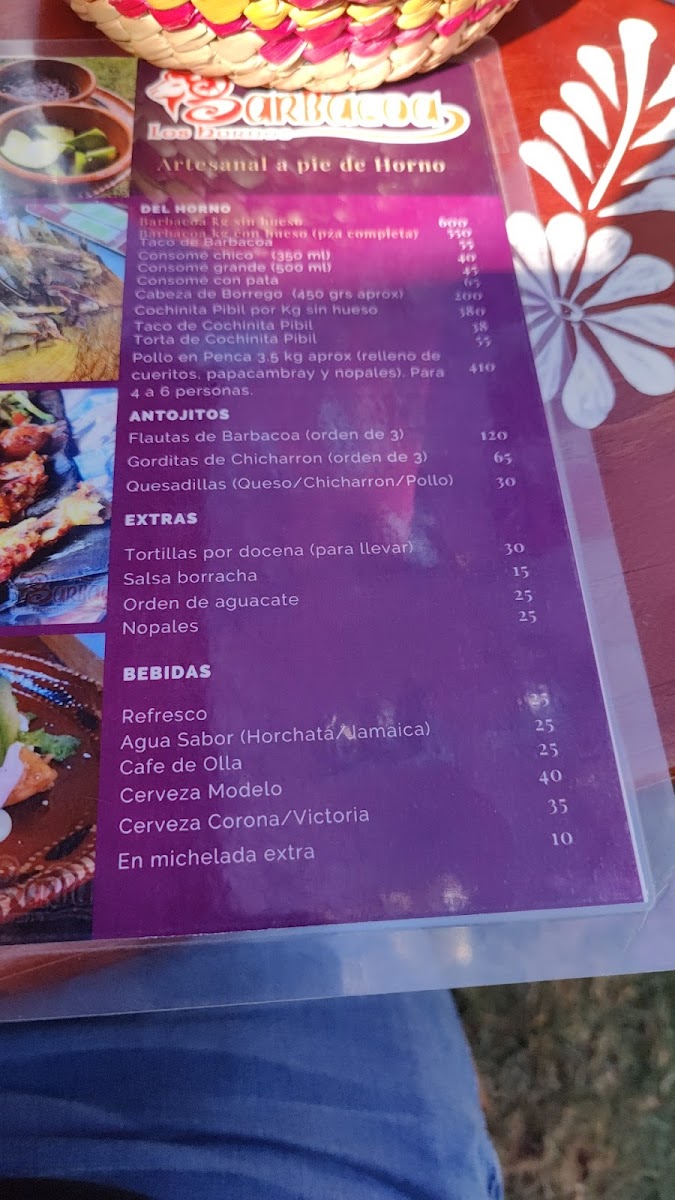 Barbacoa
Los Hornos
Artesanal a pie de Horno
DEL HORNO
Barbacoa kg sin hueso 600
Barbacoa kg con hueso (pza completa) 550
Taco de Barbacoa 55
Consome chico (350 ml) 40
Consome grande (500 ml) 45
Consome con pata 65
Cabeza de Borrego (450 grs aprox) 200
Cochinita Pibil por Kg sin hueso 380
Taco de Cochinita Pibil 38
Torta de Cochinita Pibil 55
Pollo en Penca 3.5 kg aprox (relleno de
cueritos, papacambray y nopales). Para 410
4 a 6 personas.
ANTOJITOS
Flautas de Barbacoa (orden de 3) 120
Gorditas de Chicharron (orden de 3) 65
Quesadillas (Queso/Chicharron/Pollo) 30
EXTRAS
Tortillas por docena (para llevar) 30
Salsa borracha 15
Orden de aguacate 25
Nopales 25
BEBIDAS
Refresco 25
Agua Sabor (Horchata/Jamaica) 25
Cafe de Olla 25
Cerveza Modelo 40
Cerveza Corona/Victoria 35
En michelada extra 10